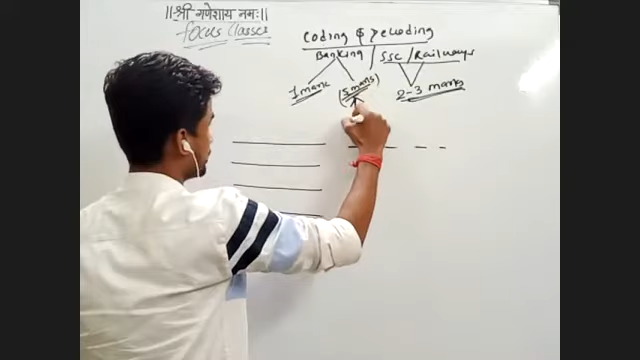 ||श्री गणेशाय नमः||
focus Classes
Coding & Decoding
Banking / SSC / Railways
1 mark (5 marks) 2-3 marks